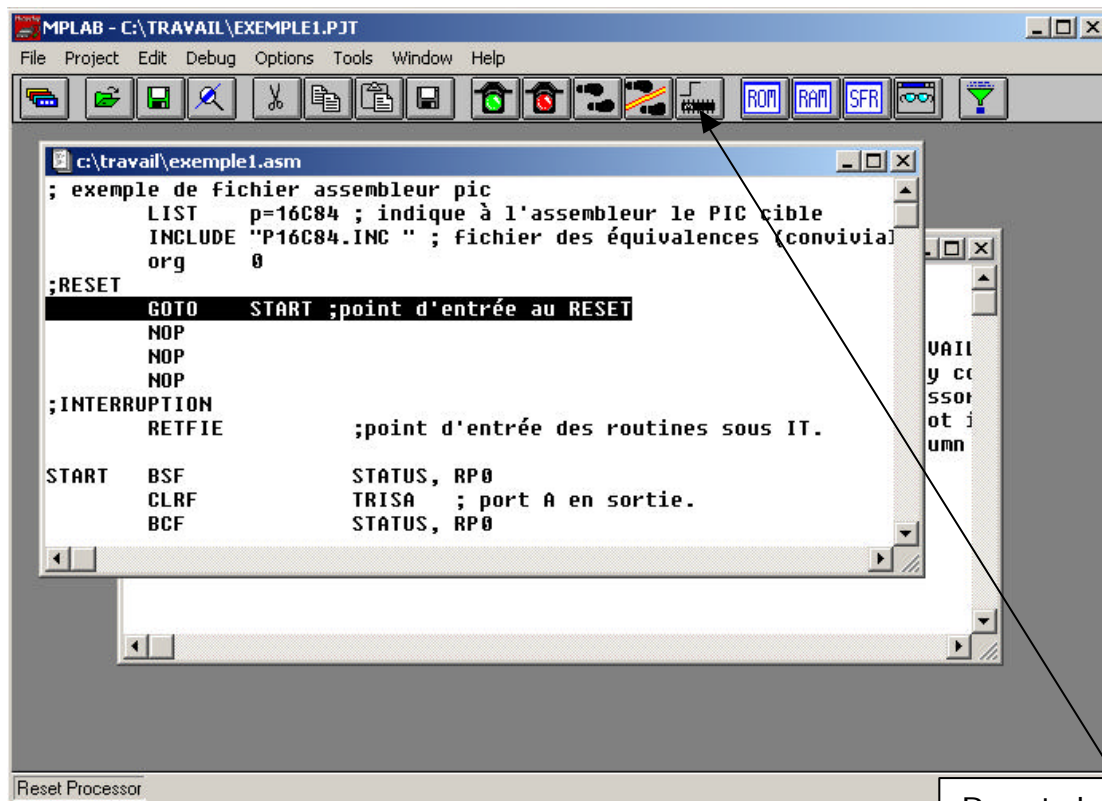 MPLAB - C:\TRAVAIL\EXEMPLE1.PJT
File Project Edit Debug Options Tools Window Help
ROM RAM SFR
c:\travail\exemple1.asm
; exemple de fichier assembleur pic
LIST p=16C84 ; indique à l'assembleur le PIC cible
INCLUDE "P16C84.INC " ; fichier des équivalences (convivial
org 0
;RESET
GOTO START ;point d'entrée au RESET
NOP
NOP
NOP
;INTERRUPTION
RETFIE ;point d'entrée des routines sous IT.
START BSF STATUS, RP0
CLRF TRISA ; port A en sortie.
BCF STATUS, RP0
VAIL
umn
Reset Processor